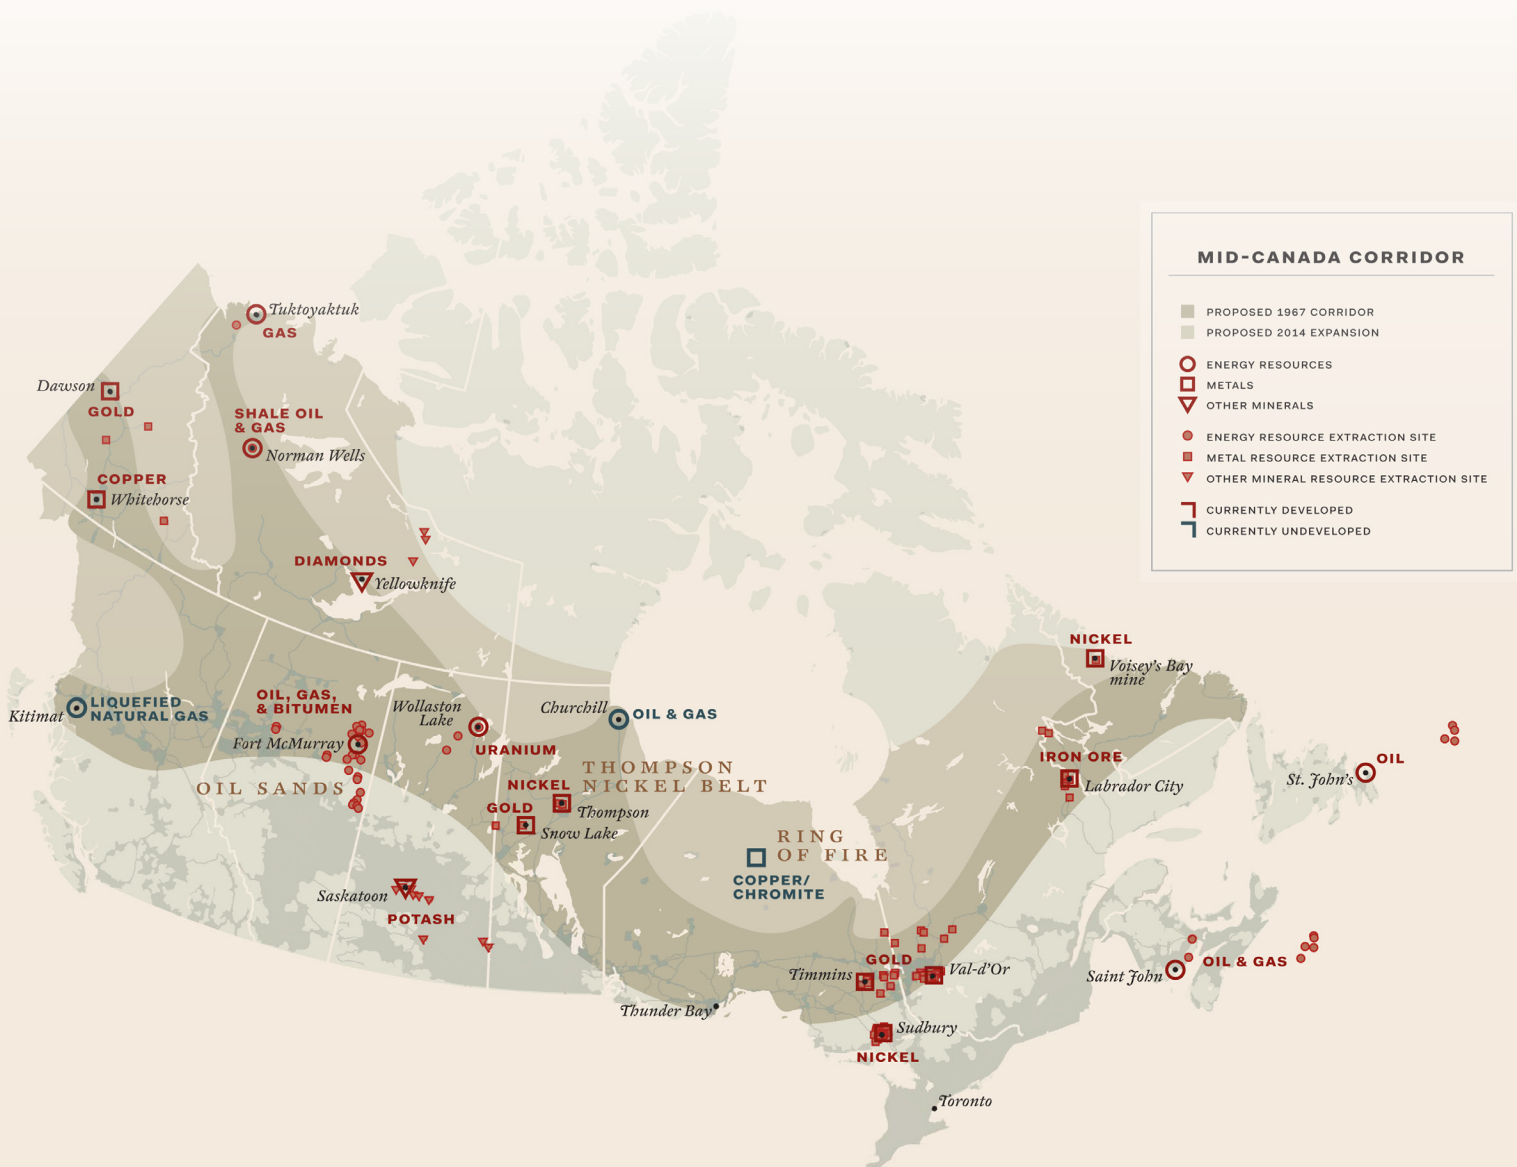 MID-CANADA CORRIDOR
PROPOSED 1967 CORRIDOR
PROPOSED 2014 EXPANSION
ENERGY RESOURCES
METALS
OTHER MINERALS
ENERGY RESOURCE EXTRACTION SITE
METAL RESOURCE EXTRACTION SITE
OTHER MINERAL RESOURCE EXTRACTION SITE
CURRENTLY DEVELOPED
CURRENTLY UNDEVELOPED
Tuktoyaktuk
GAS
Dawson
GOLD
SHALE OIL
& GAS
Norman Wells
COPPER
Whitehorse
DIAMONDS
Yellowknife
NICKEL
Voisey's Bay
mine
Kitimat
LIQUEFIED
NATURAL GAS
OIL, GAS,
& BITUMEN
Fort McMurray
OIL SANDS
Wollaston
Lake
URANIUM
Churchill
OIL & GAS
THOMPSON
NICKEL BELT
NICKEL
Thompson
GOLD
Snow Lake
RING
OF FIRE
COPPER/
CHROMITE
IRON ORE
Labrador City
OIL
St. John's
Saskatoon
POTASH
GOLD
Timmins
Val-d'Or
Saint John
OIL & GAS
Thunder Bay
Sudbury
NICKEL
Toronto